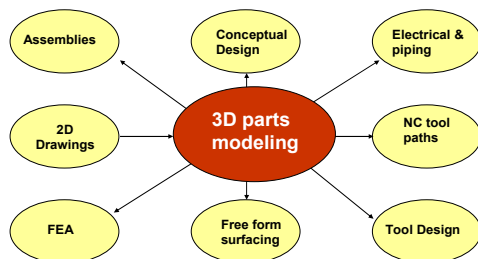 Assemblies
Conceptual
Design
Electrical &
piping
2D
Drawings
3D parts
modeling
NC tool
paths
FEA
Free form
surfacing
Tool Design